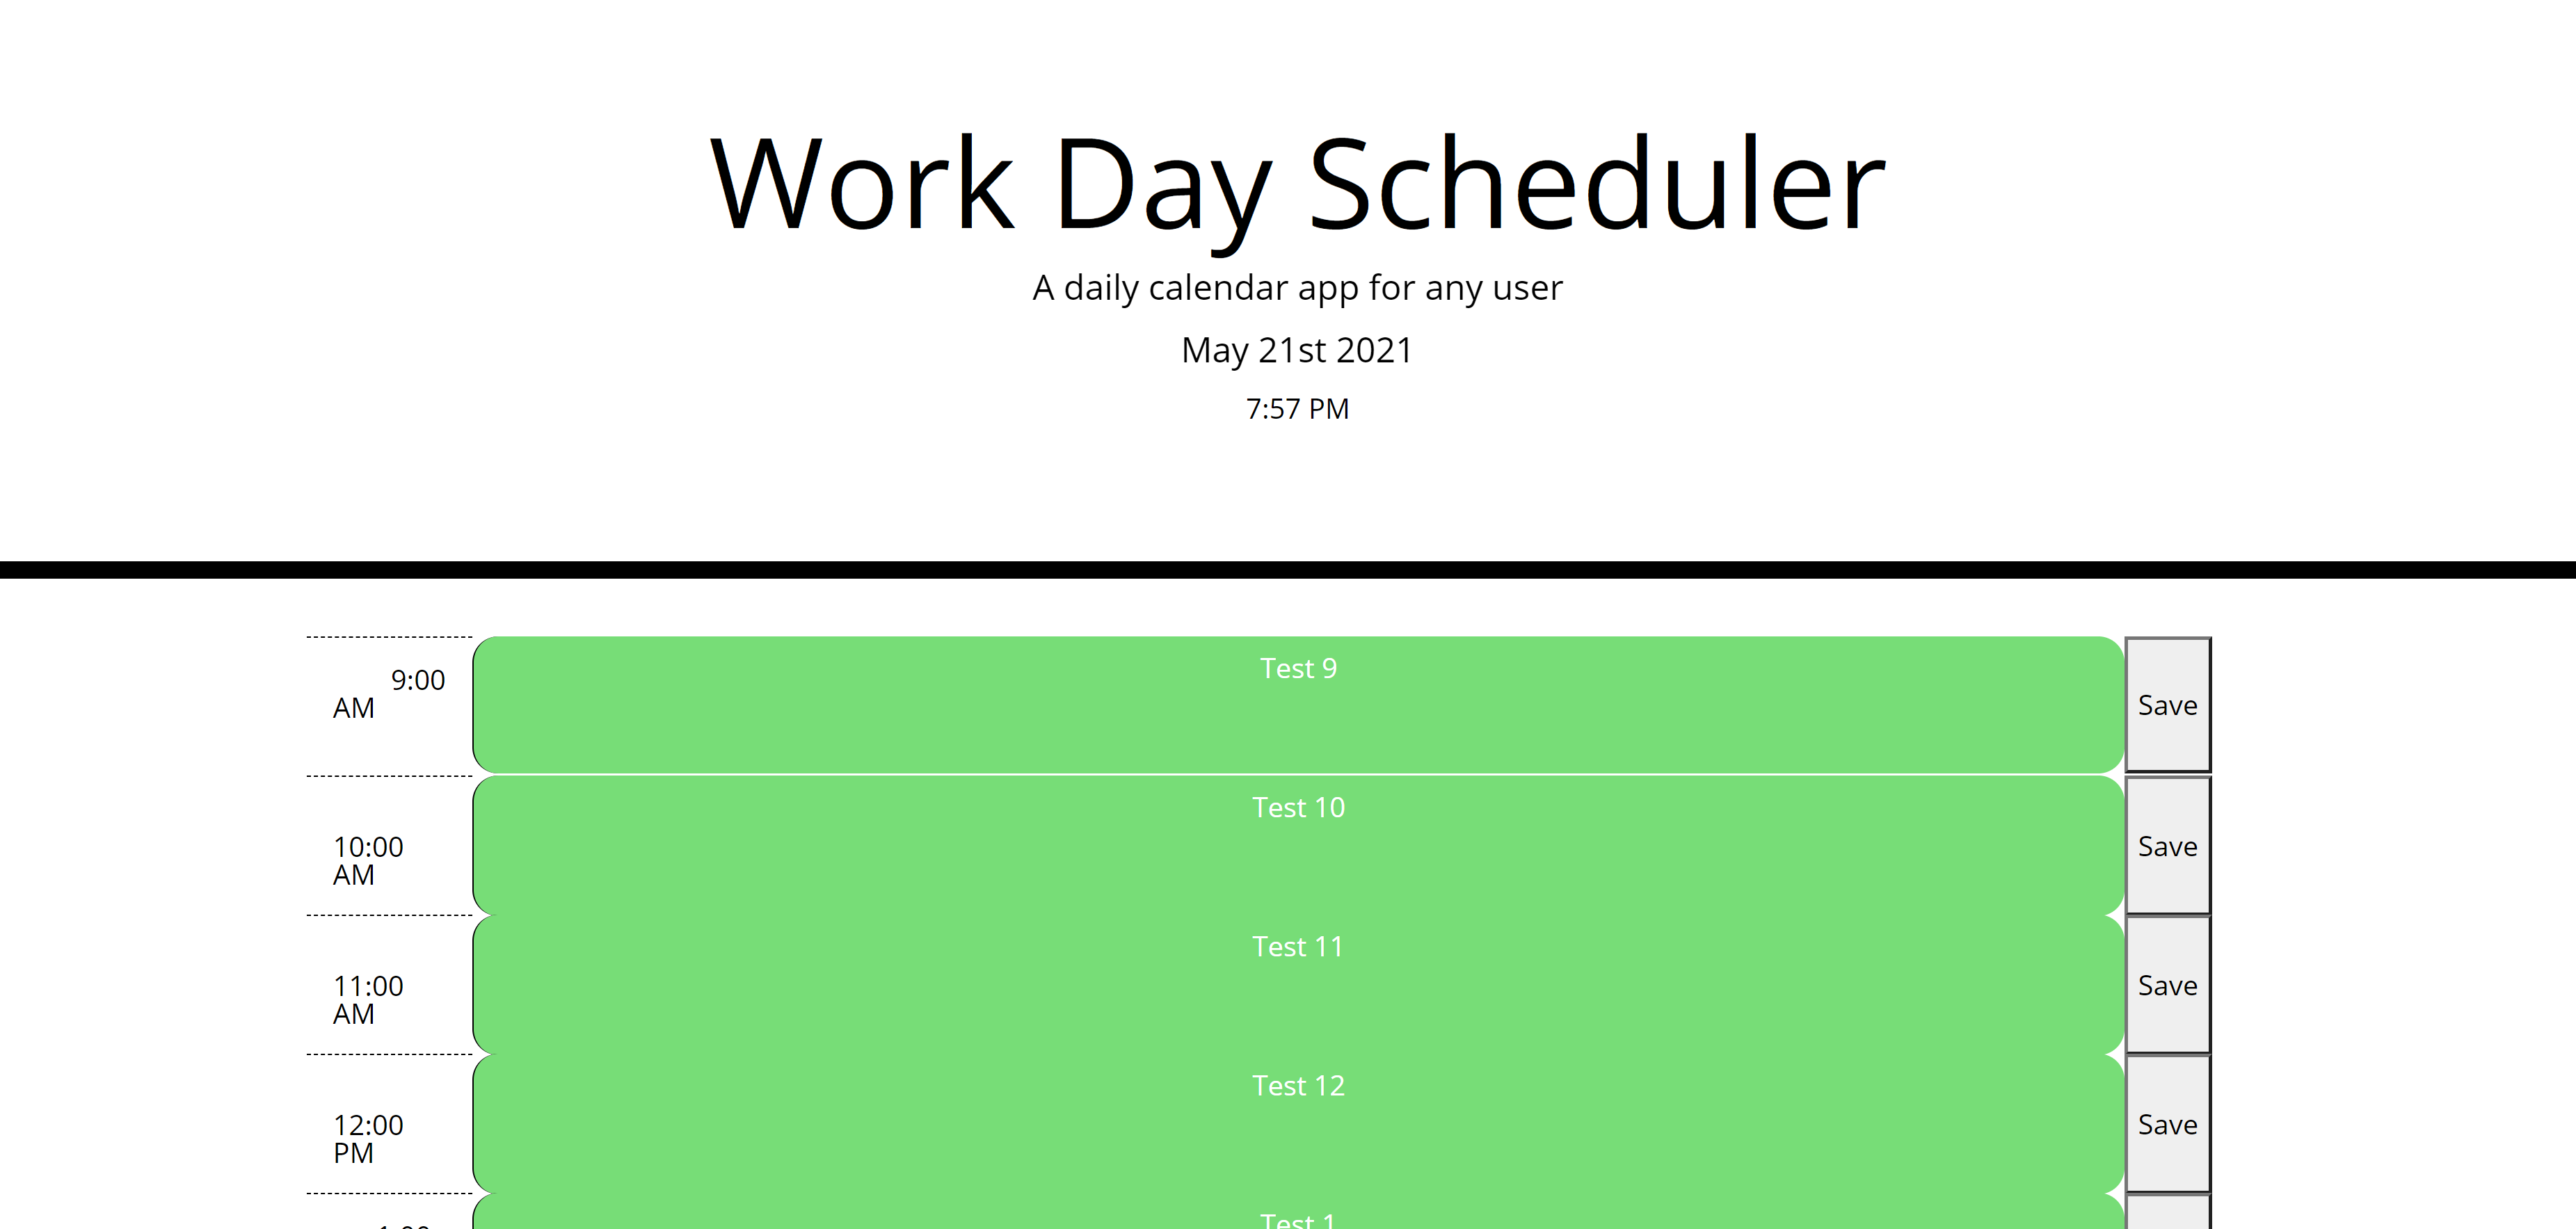 Work Day Scheduler
A daily calendar app for any user
May 21st 2021
7:57 PM
9:00
AM
Test 9
Save
10:00
AM
Test 10
Save
11:00
AM
Test 11
Save
12:00
PM
Test 12
Save
Test 1